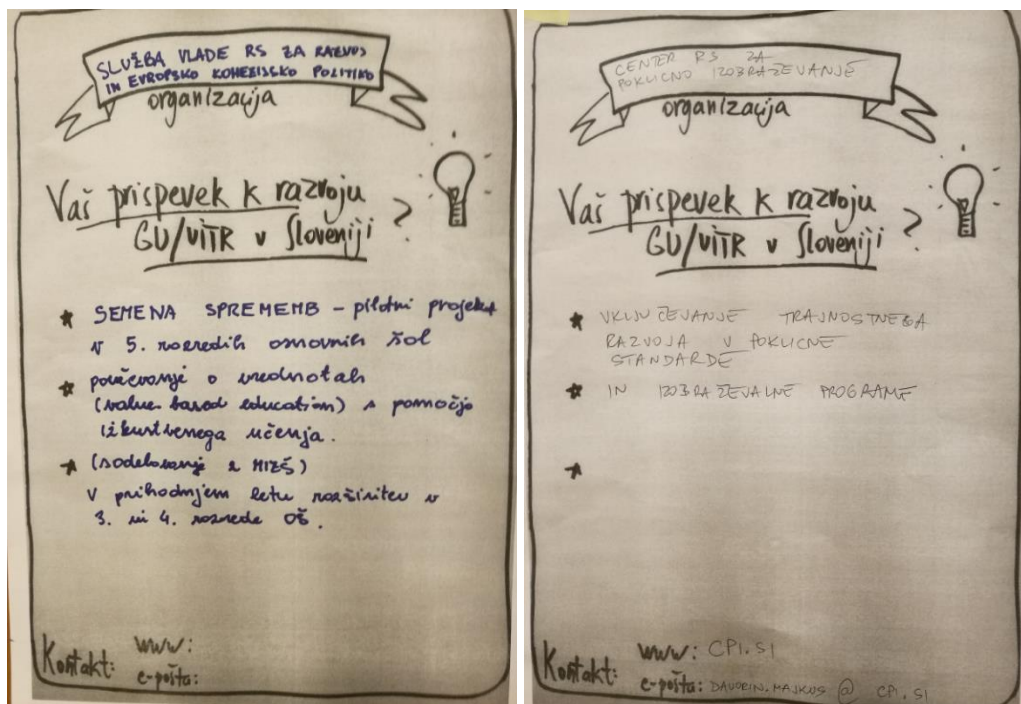 SLUŽBA VLADE RS ZA RAZVOJ
IN EVROPSKO KOHEZIJSKO POLITIKO
organizacija
Vaš prispevek k razvoju
GU/VITR v Sloveniji ?
SEMENA SPREMEMB – pilotni projekt
v 5. razredih osnovnih šol
poučevanje o vrednotah
(value based education) s pomočjo
izkustvenega učenja.
(sodelovanje z MIZŠ)
V prihodnjem letu razširitev v
3. in 4. razrede OŠ.
Kontakt:
www:
e-pošta:
CENTER RS ZA
POKLICNO IZOBRAŽEVANJE
organizacija
Vaš prispevek k razvoju
GU/VITR v Sloveniji ?
VKLJUČEVANJE TRAJNOSTNEGA
RAZVOJA V POKLICNE
STANDARDE
IN IZOBRAŽEVALNE PROGRAME
Kontakt:
www: CPI.SI
e-pošta: DAVORIN.MAJKUS @ CPI.SI